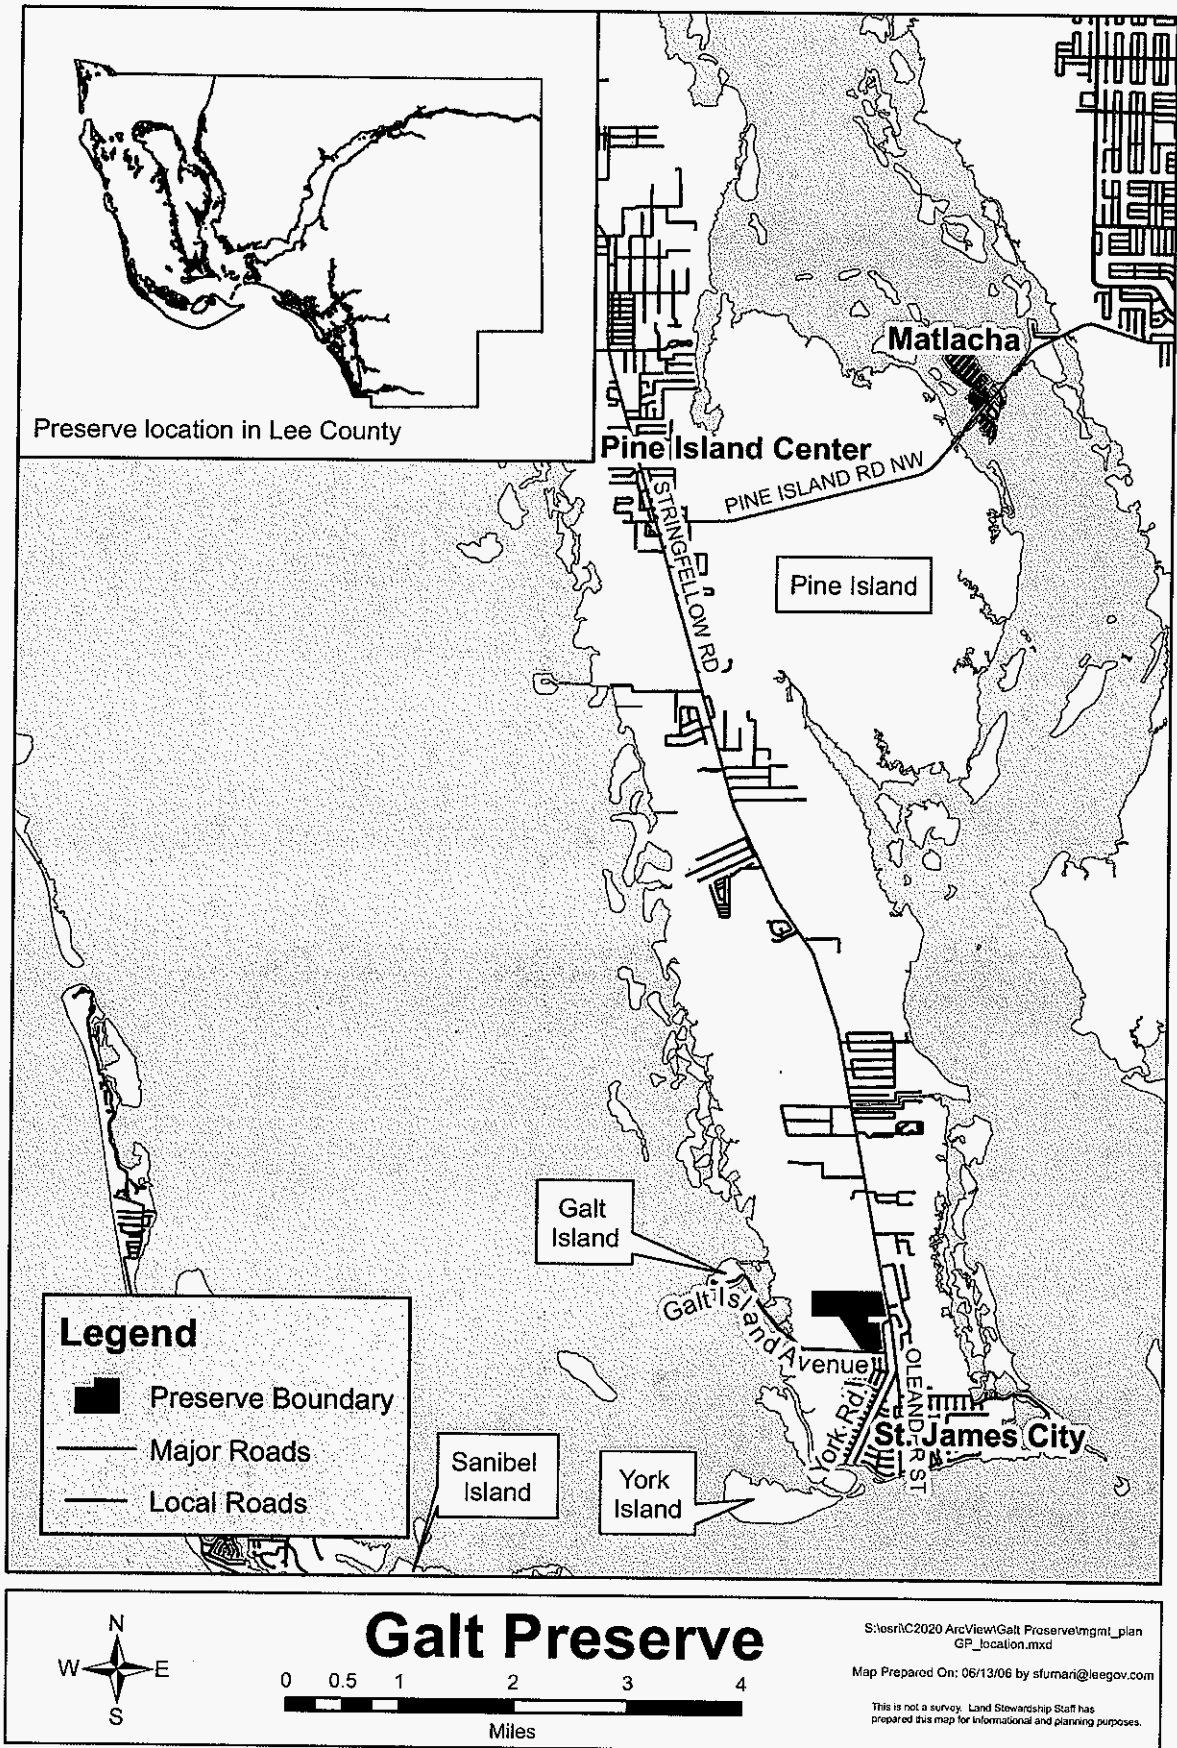 Preserve location in Lee County
Matlacha
Pine Island Center
PINE ISLAND RD NW
STRINGFELLOW RD
Pine Island
Galt
Island
Galt Island Avenue
York Rd
OLEANDER ST
St. James City
Sanibel
Island
York
Island
Legend
Preserve Boundary
Major Roads
Local Roads
N
W E
S
Galt Preserve
0 0.5 1 2 3 4
Miles
S:\esri\C2020 ArcView\Galt Preserve\mgmt_plan
GP_location.mxd
Map Prepared On: 06/13/06 by sfurnari@leegov.com
This is not a survey. Land Stewardship Staff has
prepared this map for informational and planning purposes.